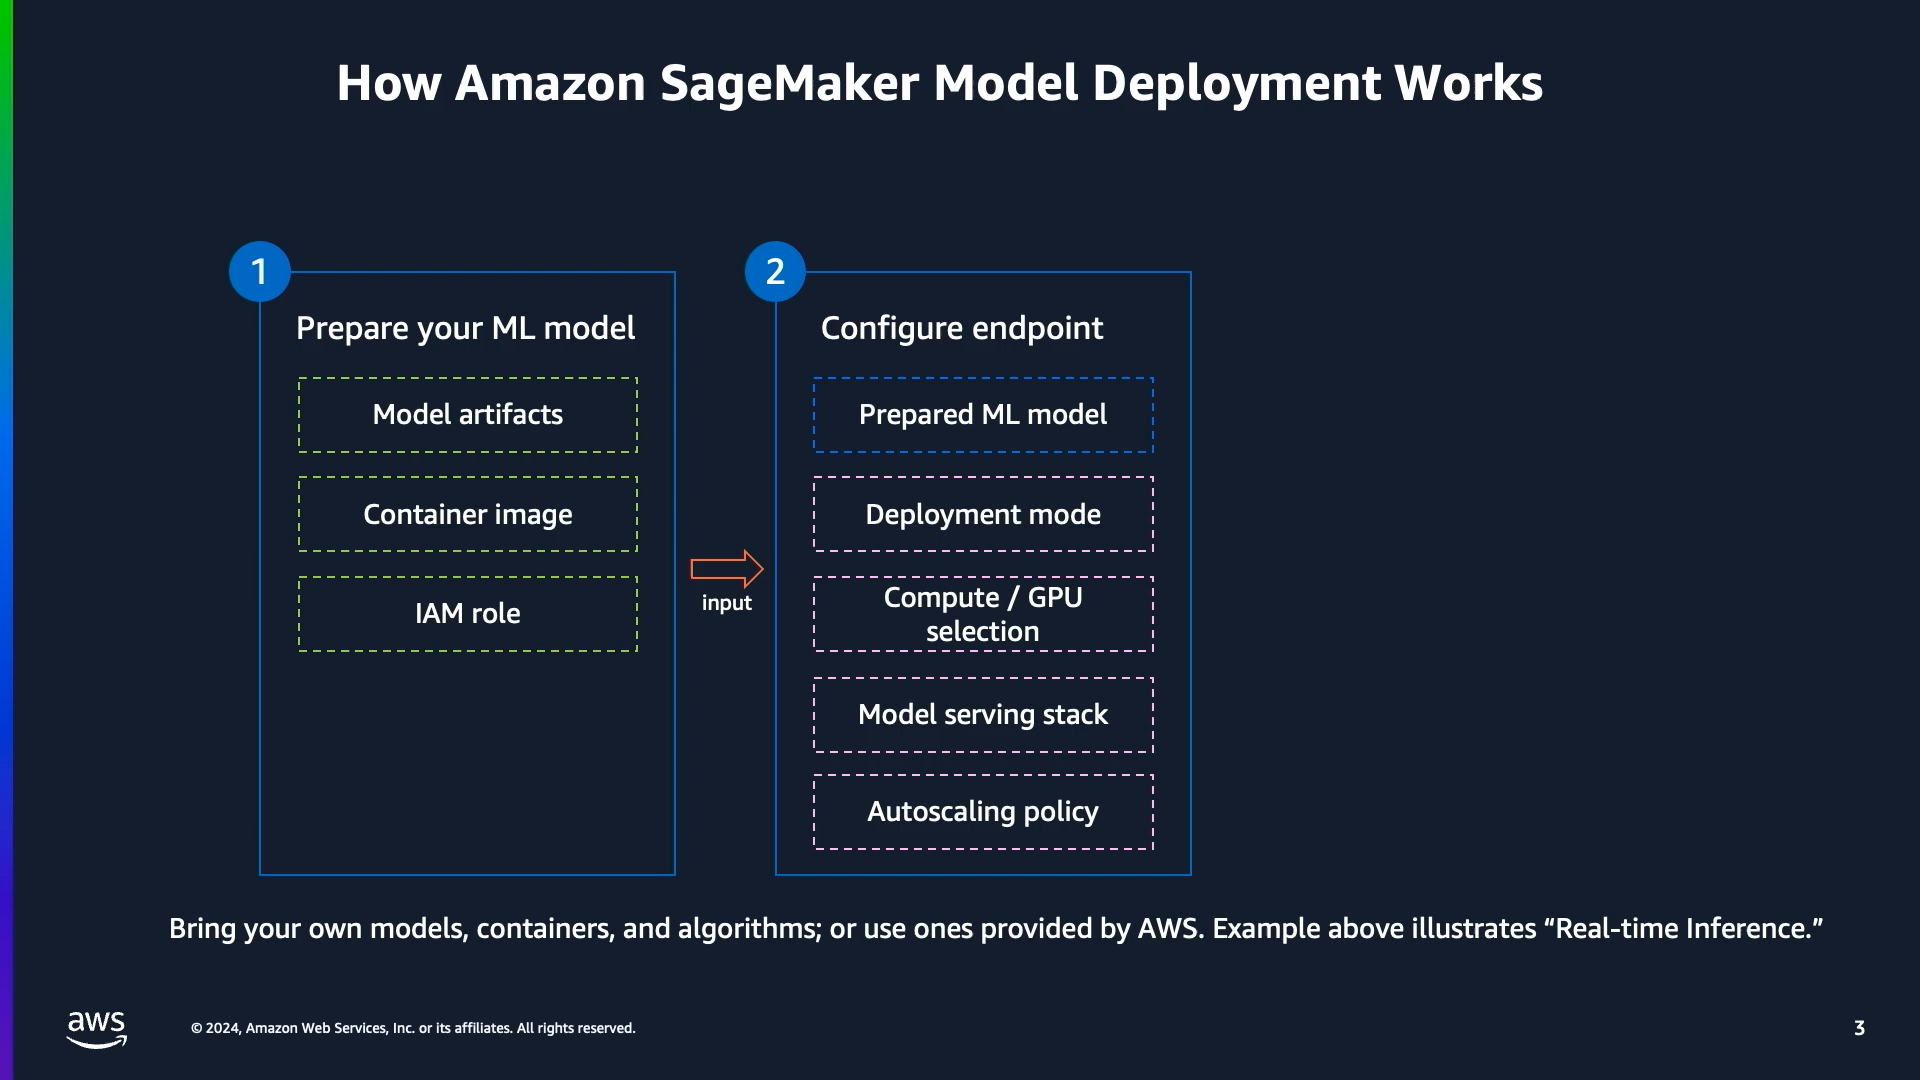 How Amazon SageMaker Model Deployment Works
1
Prepare your ML model
Model artifacts
Container image
IAM role
input
2
Configure endpoint
Prepared ML model
Deployment mode
Compute / GPU
selection
Model serving stack
Autoscaling policy
Bring your own models, containers, and algorithms; or use ones provided by AWS. Example above illustrates “Real-time Inference.”
aws
© 2024, Amazon Web Services, Inc. or its affiliates. All rights reserved.
3